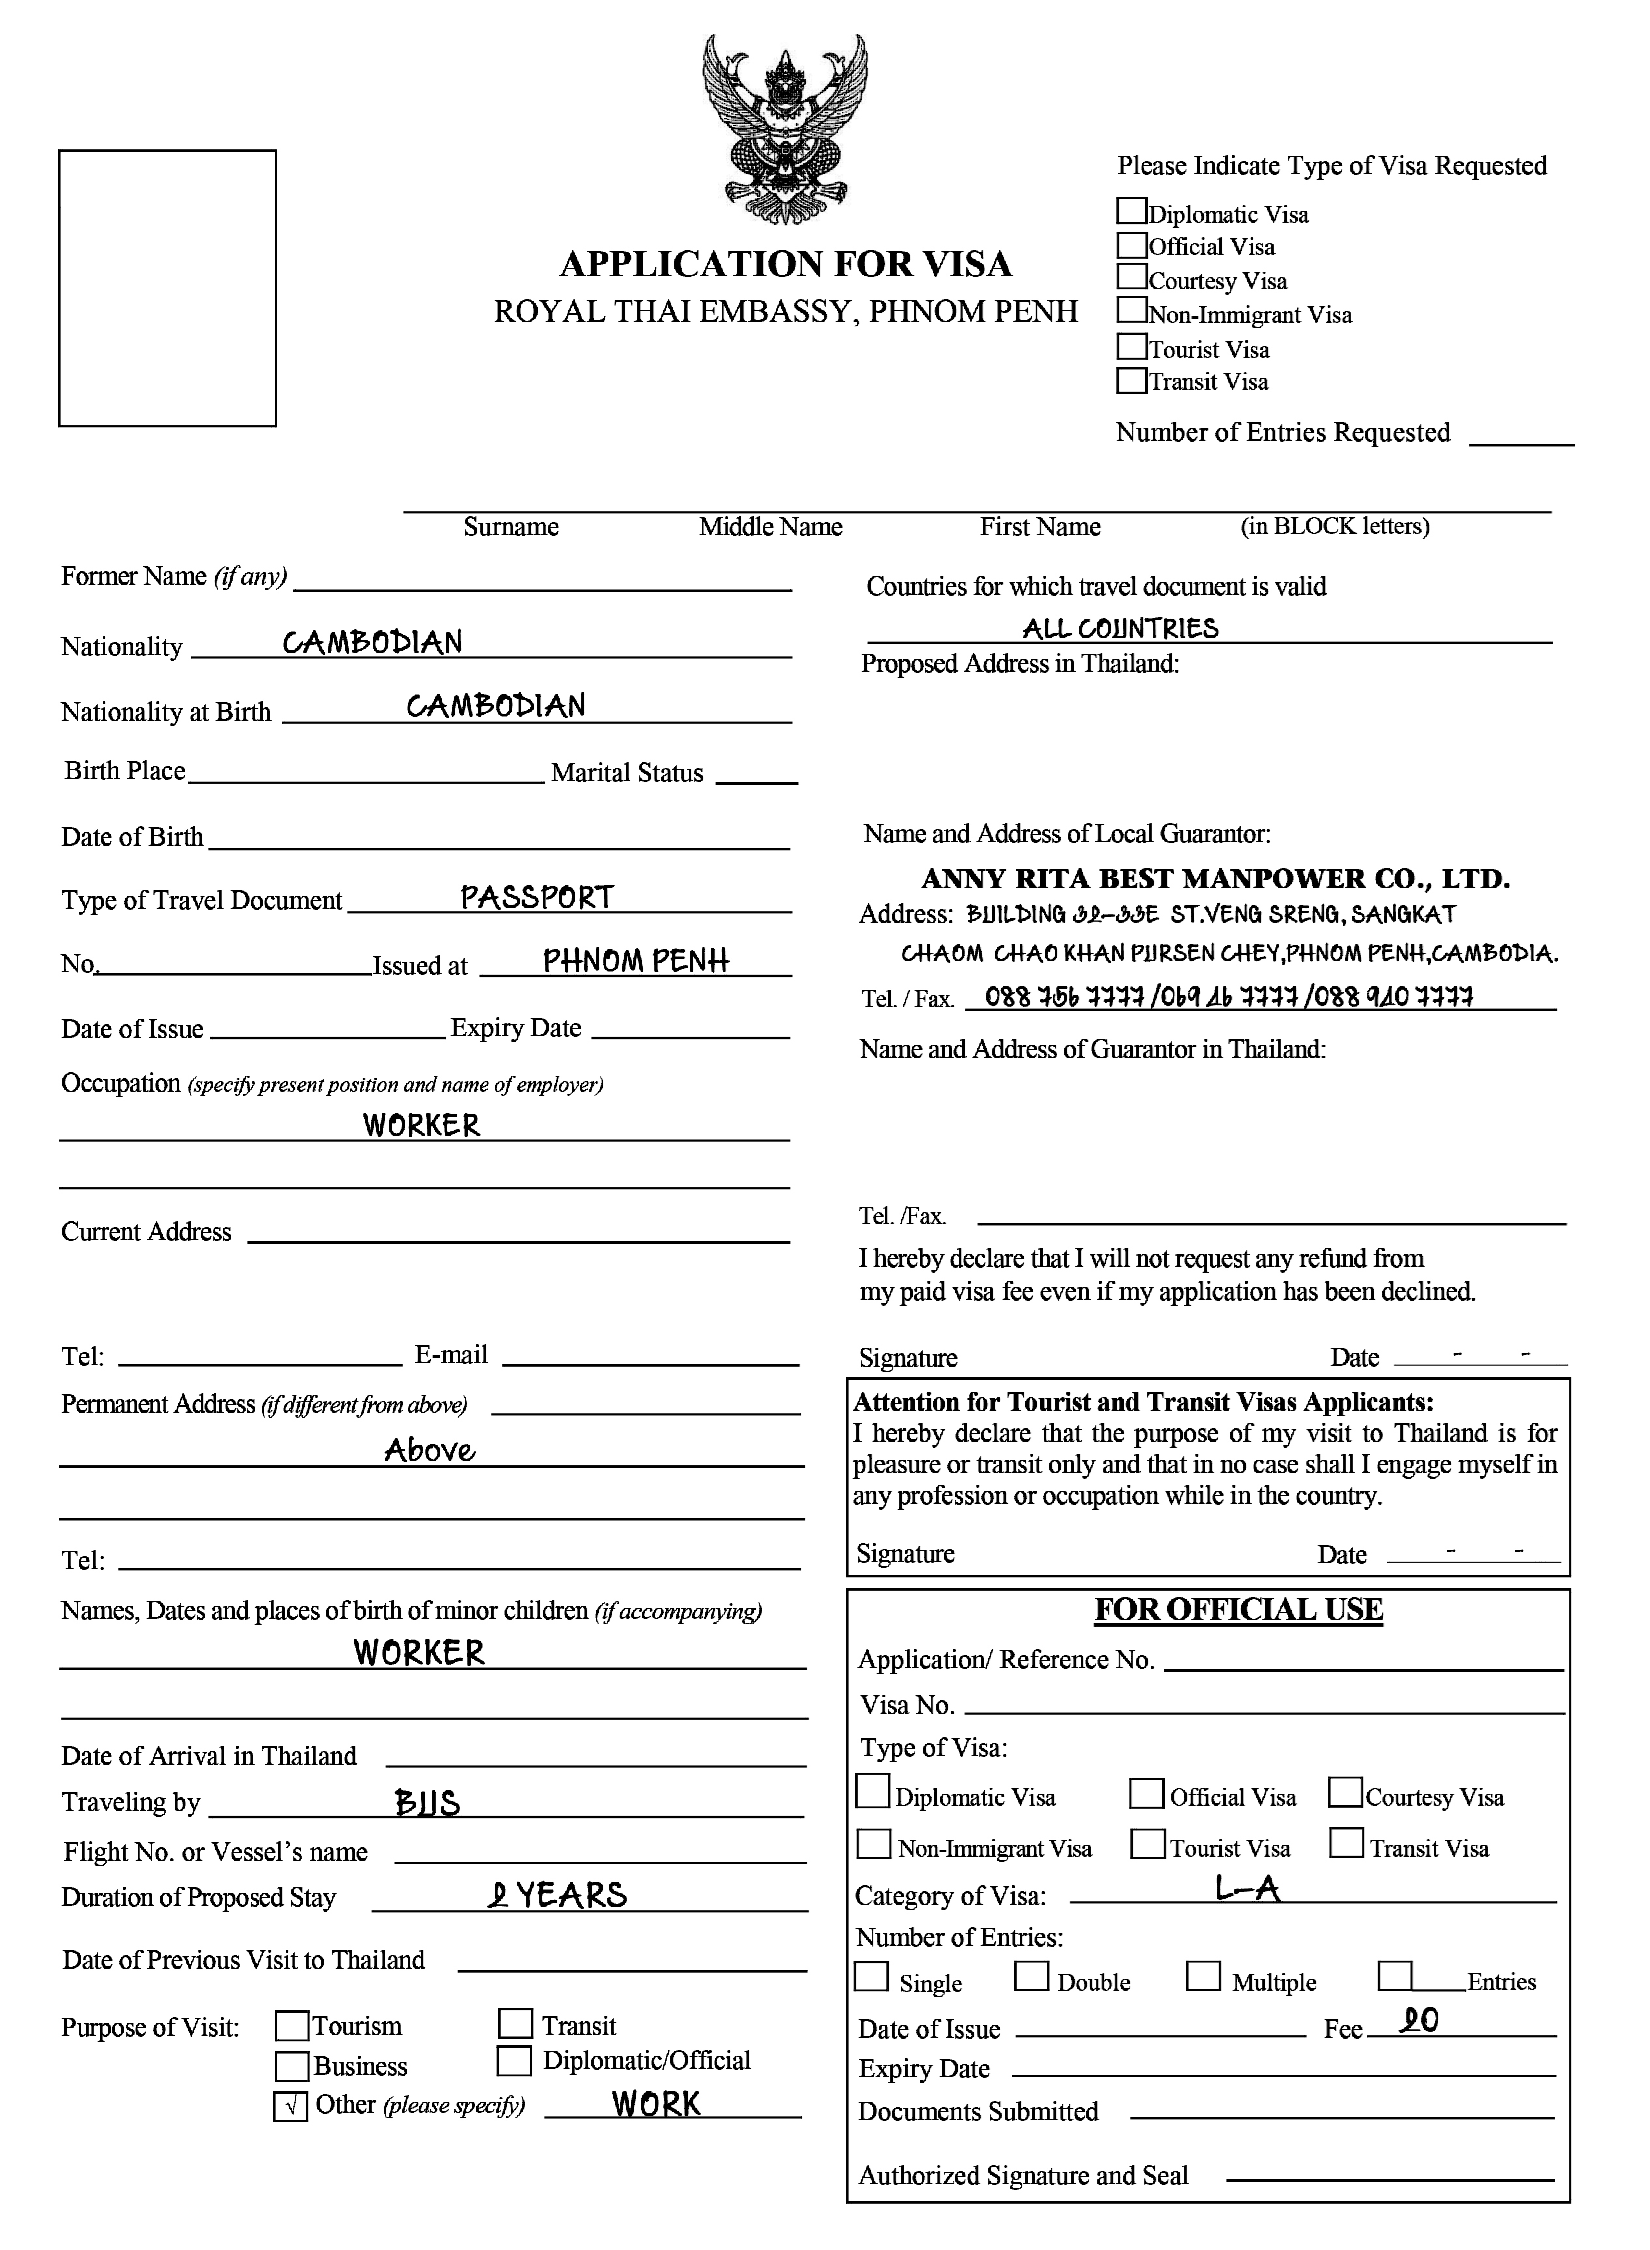 Please Indicate Type of Visa Requested
Diplomatic Visa
Official Visa
Courtesy Visa
Non-Immigrant Visa
Tourist Visa
Transit Visa
Number of Entries Requested
APPLICATION FOR VISA
ROYAL THAI EMBASSY, PHNOM PENH
Surname Middle Name First Name (in BLOCK letters)
Former Name (if any)
Nationality CAMBODIAN
Nationality at Birth CAMBODIAN
Birth Place Marital Status
Date of Birth
Type of Travel Document PASSPORT
No. Issued at PHNOM PENH
Date of Issue Expiry Date
Occupation (specify present position and name of employer)
WORKER
Current Address
Tel: E-mail
Permanent Address (if different from above)
Above
Tel:
Names, Dates and places of birth of minor children (if accompanying)
WORKER
Date of Arrival in Thailand
Traveling by BUS
Flight No. or Vessel's name
Duration of Proposed Stay 2 YEARS
Date of Previous Visit to Thailand
Purpose of Visit: Tourism Transit
Business Diplomatic/Official
√ Other (please specify) WORK
Countries for which travel document is valid
ALL COUNTRIES
Proposed Address in Thailand:
Name and Address of Local Guarantor:
ANNY RITA BEST MANPOWER CO., LTD.
Address: BUILDING 32-33E ST.VENG SRENG, SANGKAT
CHAOM CHAO KHAN PURSEN CHEY,PHNOM PENH,CAMBODIA.
Tel. / Fax. 088 756 7777 /069 16 7777 /088 910 7777
Name and Address of Guarantor in Thailand:
Tel. /Fax.
I hereby declare that I will not request any refund from
my paid visa fee even if my application has been declined.
Signature Date - -
Attention for Tourist and Transit Visas Applicants:
I hereby declare that the purpose of my visit to Thailand is for
pleasure or transit only and that in no case shall I engage myself in
any profession or occupation while in the country.
Signature Date - -
FOR OFFICIAL USE
Application/ Reference No.
Visa No.
Type of Visa:
Diplomatic Visa Official Visa Courtesy Visa
Non-Immigrant Visa Tourist Visa Transit Visa
Category of Visa: L-A
Number of Entries:
Single Double Multiple Entries
Date of Issue Fee 20
Expiry Date
Documents Submitted
Authorized Signature and Seal